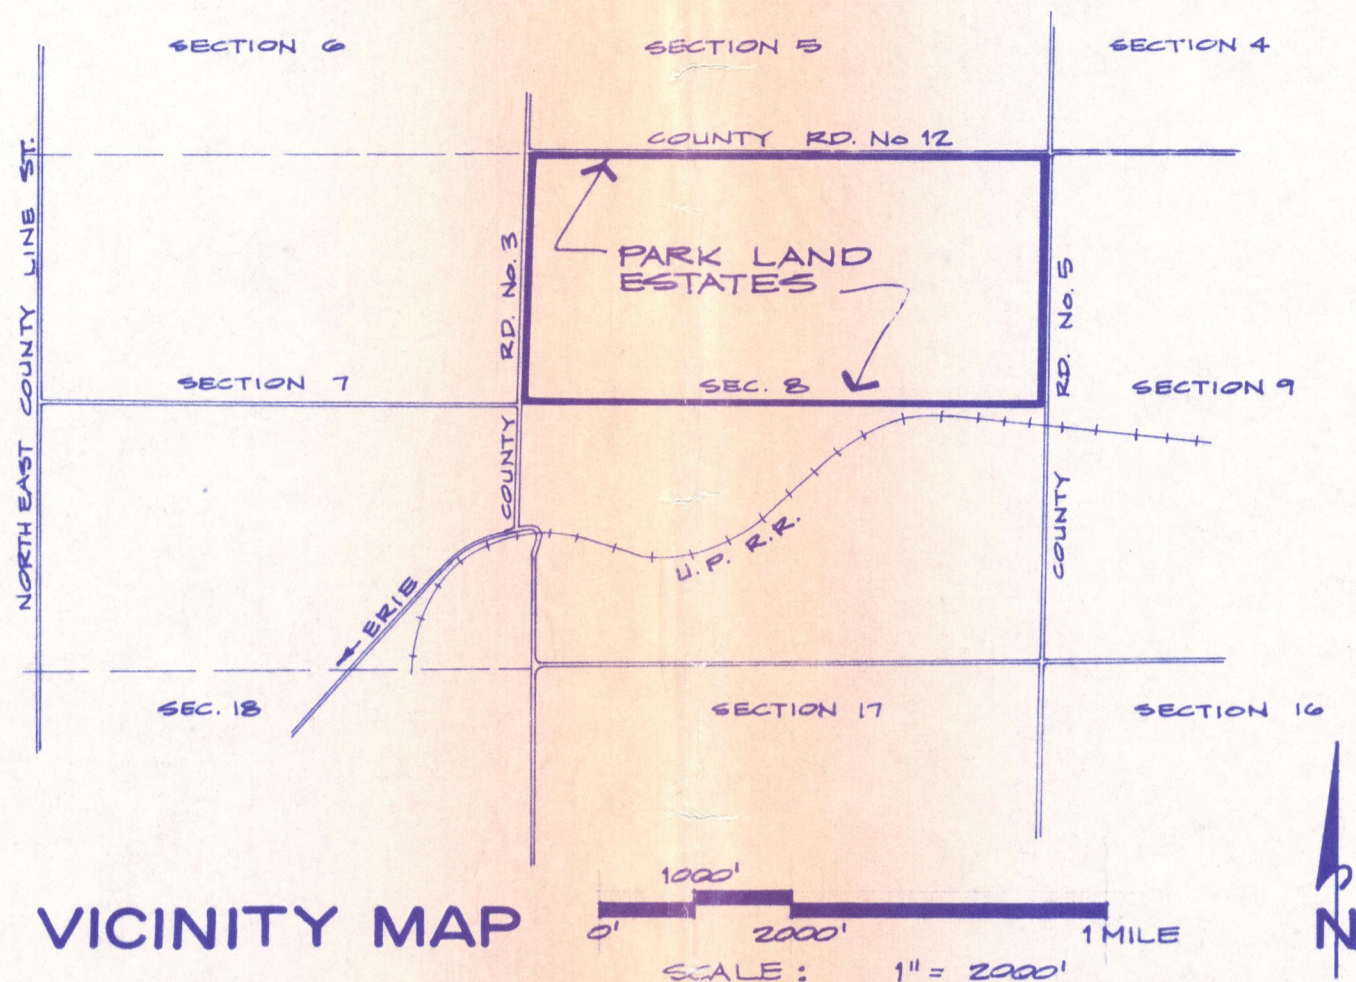 SECTION 6
SECTION 5
SECTION 4
COUNTY RD. No 12
NORTH EAST COUNTY LINE ST.
COUNTY RD. No. 3
PARK LAND
ESTATES
COUNTY RD. No. 5
SECTION 7
SEC. 8
SECTION 9
U.P. R.R.
ERIE
SEC. 18
SECTION 17
SECTION 16
VICINITY MAP
1000'
0' 2000' 1 MILE
SCALE: 1" = 2000'
N